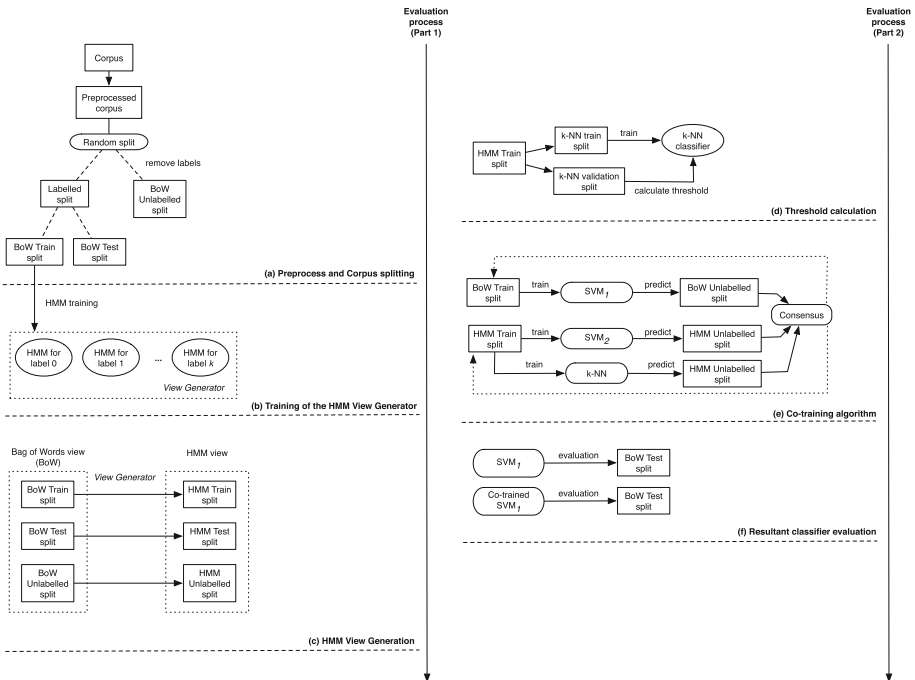 Evaluation
process
(Part 1)
Corpus
Preprocessed
corpus
Random split
remove labels
Labelled
split
BoW
Unlabelled
split
BoW Train
split
BoW Test
split
(a) Preprocess and Corpus splitting
HMM training
HMM for
label 0
HMM for
label 1
...
HMM for
label k
View Generator
(b) Training of the HMM View Generator
Bag of Words view
(BoW)
View Generator
HMM view
BoW Train
split
HMM Train
split
BoW Test
split
HMM Test
split
BoW
Unlabelled
split
HMM
Unlabelled
split
(c) HMM View Generation
Evaluation
process
(Part 2)
HMM Train
split
k-NN train
split
train
k-NN
classifier
k-NN validation
split
calculate threshold
(d) Threshold calculation
BoW Train
split
train
SVM1
predict
BoW Unlabelled
split
Consensus
HMM Train
split
train
SVM2
predict
HMM Unlabelled
split
train
k-NN
predict
HMM Unlabelled
split
(e) Co-training algorithm
SVM1
evaluation
BoW Test
split
Co-trained
SVM1
evaluation
BoW Test
split
(f) Resultant classifier evaluation